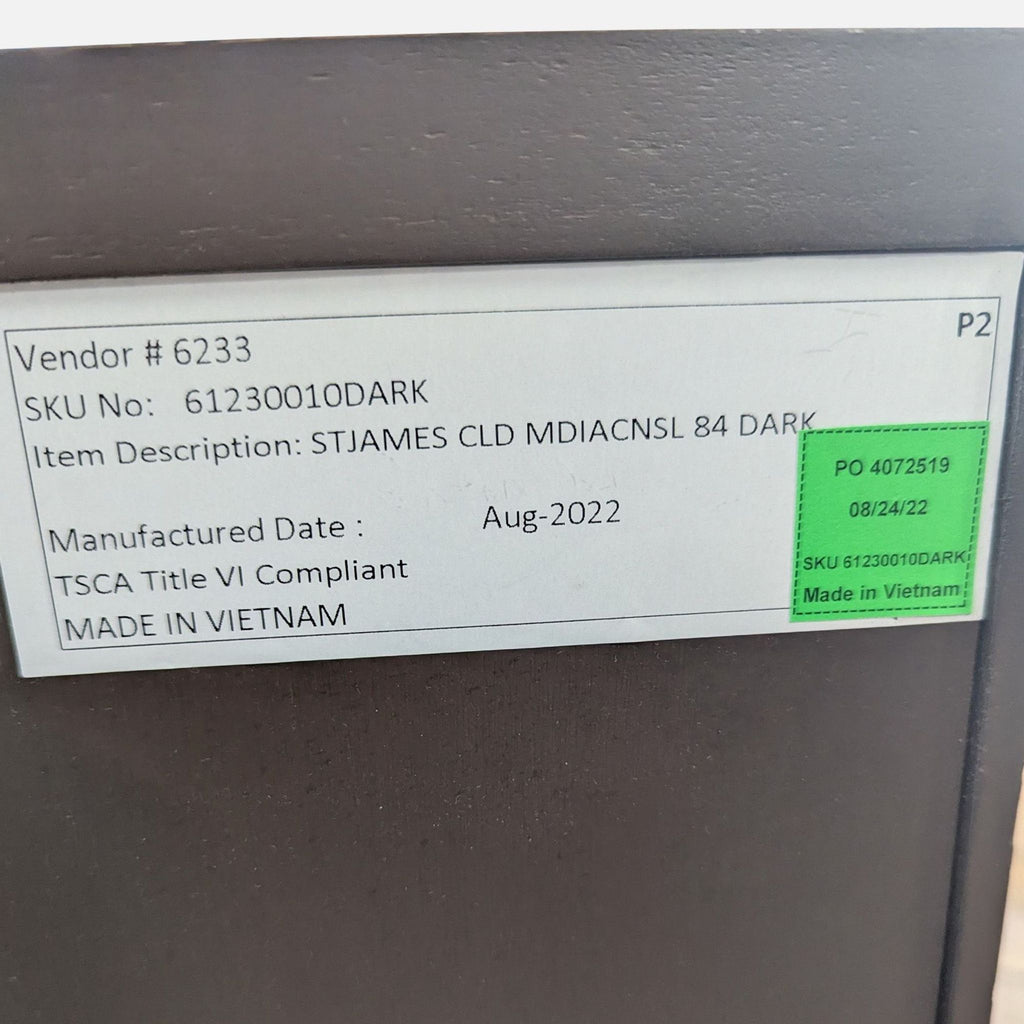 P2
Vendor # 6233
SKU No: 61230010DARK
Item Description: STJAMES CLD MDIACNSL 84 DARK
Manufactured Date : Aug-2022
TSCA Title VI Compliant
MADE IN VIETNAM
PO 4072519
08/24/22
SKU 61230010DARK
Made in Vietnam